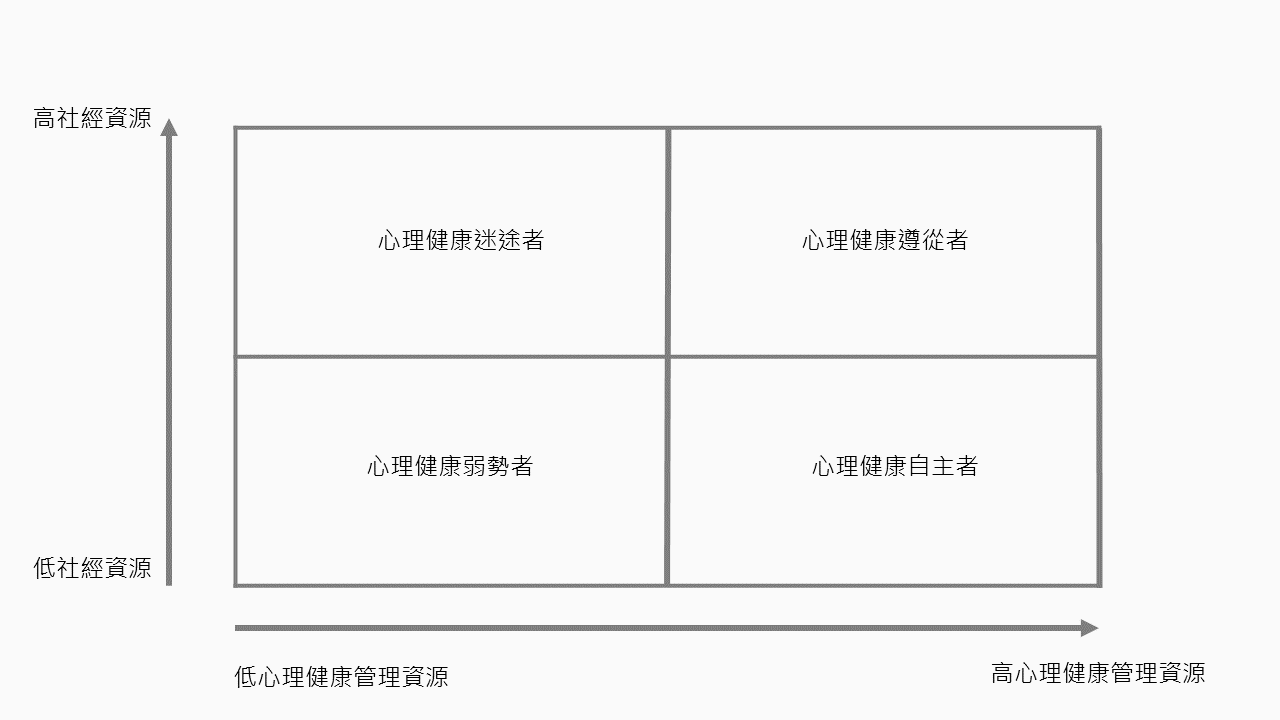 高社經資源
心理健康迷途者
心理健康遵從者
心理健康弱勢者
心理健康自主者
低社經資源
低心理健康管理資源
高心理健康管理資源